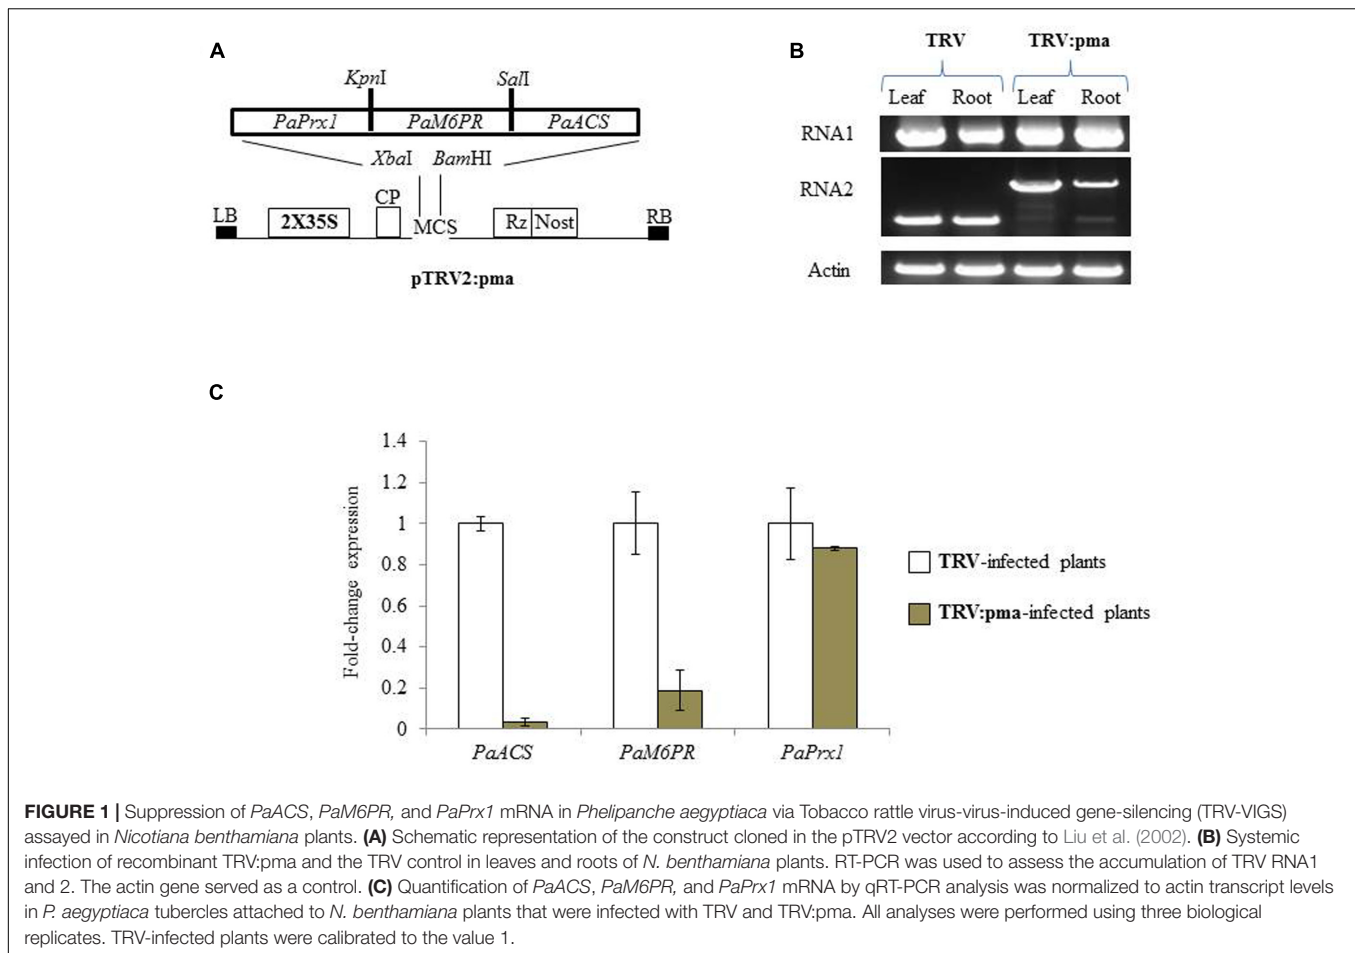 A
KpnI
SalI
PaPrx1
PaM6PR
PaACS
XbaI
BamHI
LB
2X35S
CP
MCS
Rz
Nost
RB
pTRV2:pma
B
TRV
TRV:pma
Leaf
Root
Leaf
Root
RNA1
RNA2
Actin
C
Fold-change expression
1.4
1.2
1
0.8
0.6
0.4
0.2
0
PaACS
PaM6PR
PaPrx1
TRV-infected plants
TRV:pma-infected plants
FIGURE 1 | Suppression of PaACS, PaM6PR, and PaPrx1 mRNA in Phelipanche aegyptiaca via Tobacco rattle virus-virus-induced gene-silencing (TRV-VIGS)
assayed in Nicotiana benthamiana plants. (A) Schematic representation of the construct cloned in the pTRV2 vector according to Liu et al. (2002). (B) Systemic
infection of recombinant TRV:pma and the TRV control in leaves and roots of N. benthamiana plants. RT-PCR was used to assess the accumulation of TRV RNA1
and 2. The actin gene served as a control. (C) Quantification of PaACS, PaM6PR, and PaPrx1 mRNA by qRT-PCR analysis was normalized to actin transcript levels
in P. aegyptiaca tubercles attached to N. benthamiana plants that were infected with TRV and TRV:pma. All analyses were performed using three biological
replicates. TRV-infected plants were calibrated to the value 1.